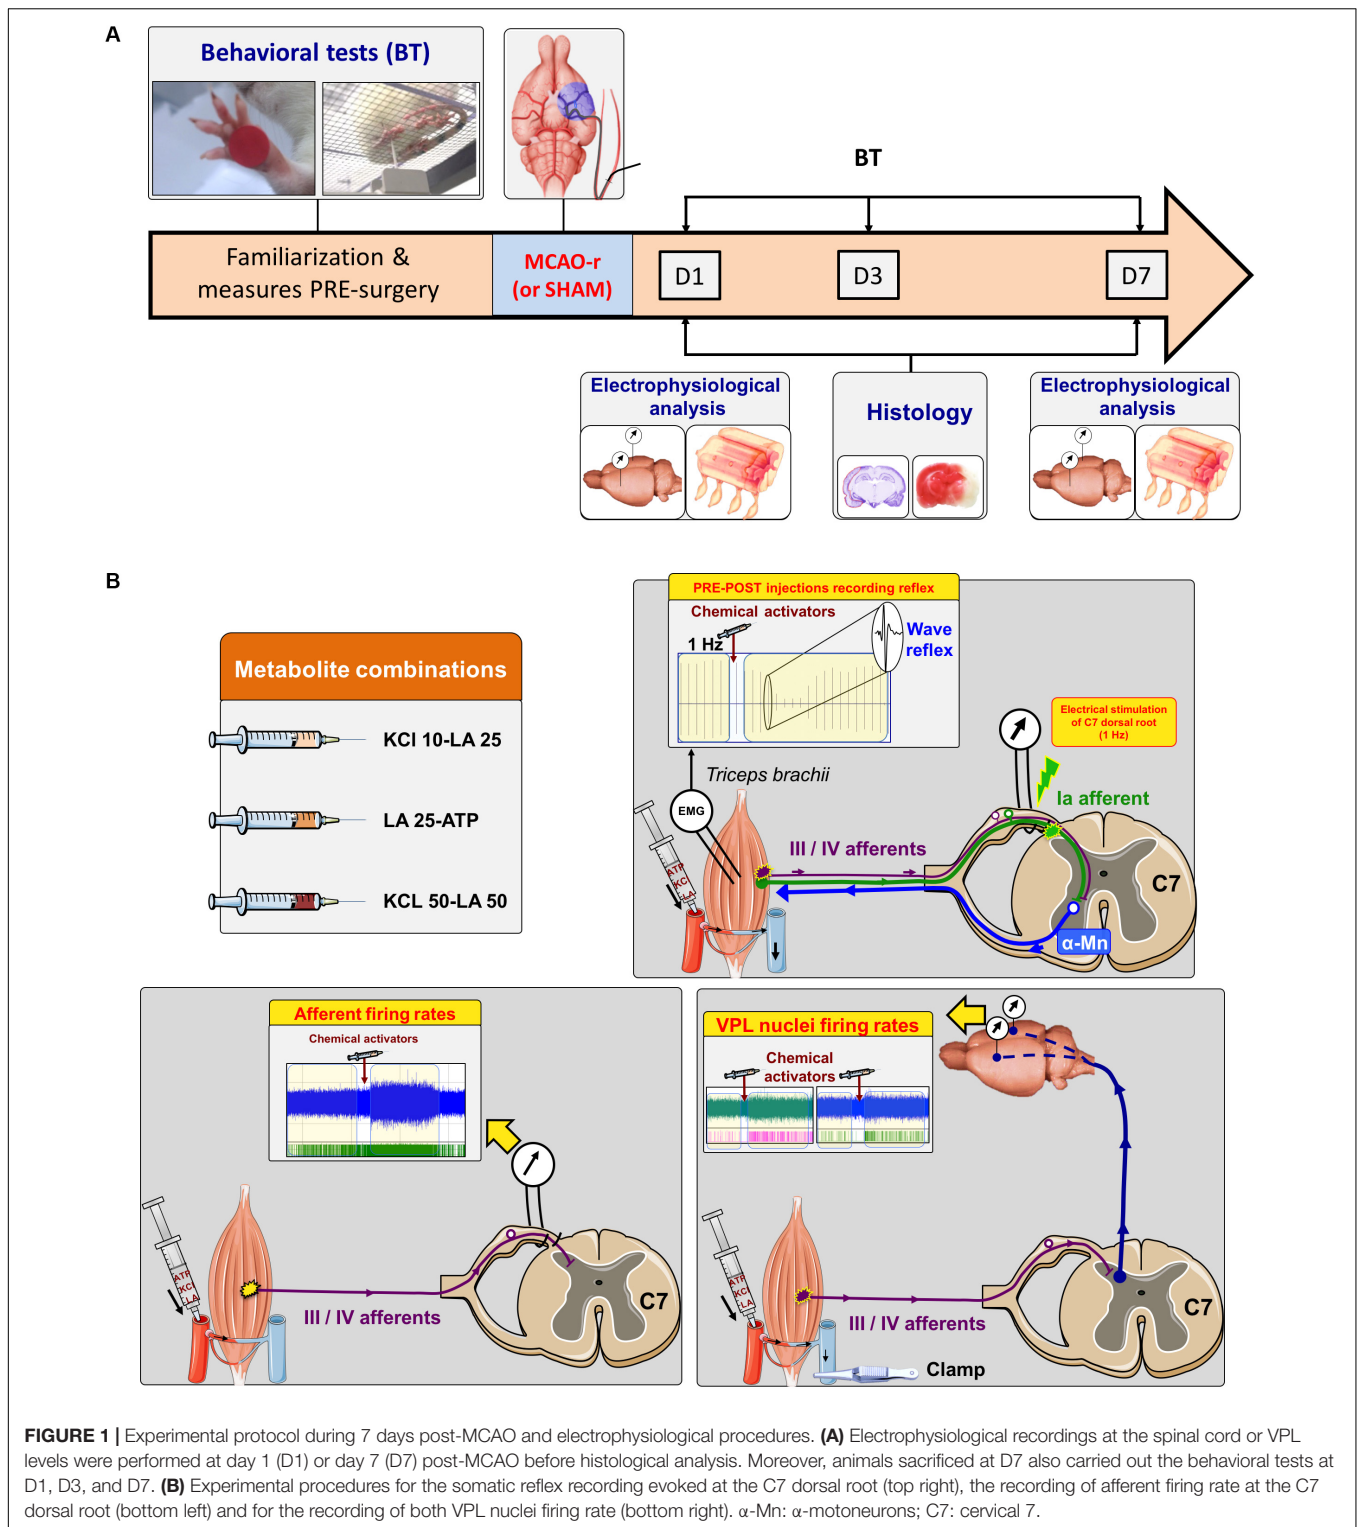 A
Behavioral tests (BT)
BT
Familiarization &
measures PRE-surgery
MCAO-r
(or SHAM)
D1
D3
D7
Electrophysiological
analysis
Histology
Electrophysiological
analysis
B
Metabolite combinations
KCl 10-LA 25
LA 25-ATP
KCL 50-LA 50
PRE-POST injections recording reflex
Chemical activators
1 Hz
Wave
reflex
Electrical stimulation
of C7 dorsal root
(1 Hz)
Triceps brachii
EMG
Ia afferent
III / IV afferents
ATP
KCl
LA
C7
α-Mn
Afferent firing rates
Chemical activators
ATP
KCl
LA
III / IV afferents
C7
VPL nuclei firing rates
Chemical
activators
ATP
KCl
LA
III / IV afferents
C7
Clamp
FIGURE 1 | Experimental protocol during 7 days post-MCAO and electrophysiological procedures. (A) Electrophysiological recordings at the spinal cord or VPL
levels were performed at day 1 (D1) or day 7 (D7) post-MCAO before histological analysis. Moreover, animals sacrificed at D7 also carried out the behavioral tests at
D1, D3, and D7. (B) Experimental procedures for the somatic reflex recording evoked at the C7 dorsal root (top right), the recording of afferent firing rate at the C7
dorsal root (bottom left) and for the recording of both VPL nuclei firing rate (bottom right). α-Mn: α-motoneurons; C7: cervical 7.